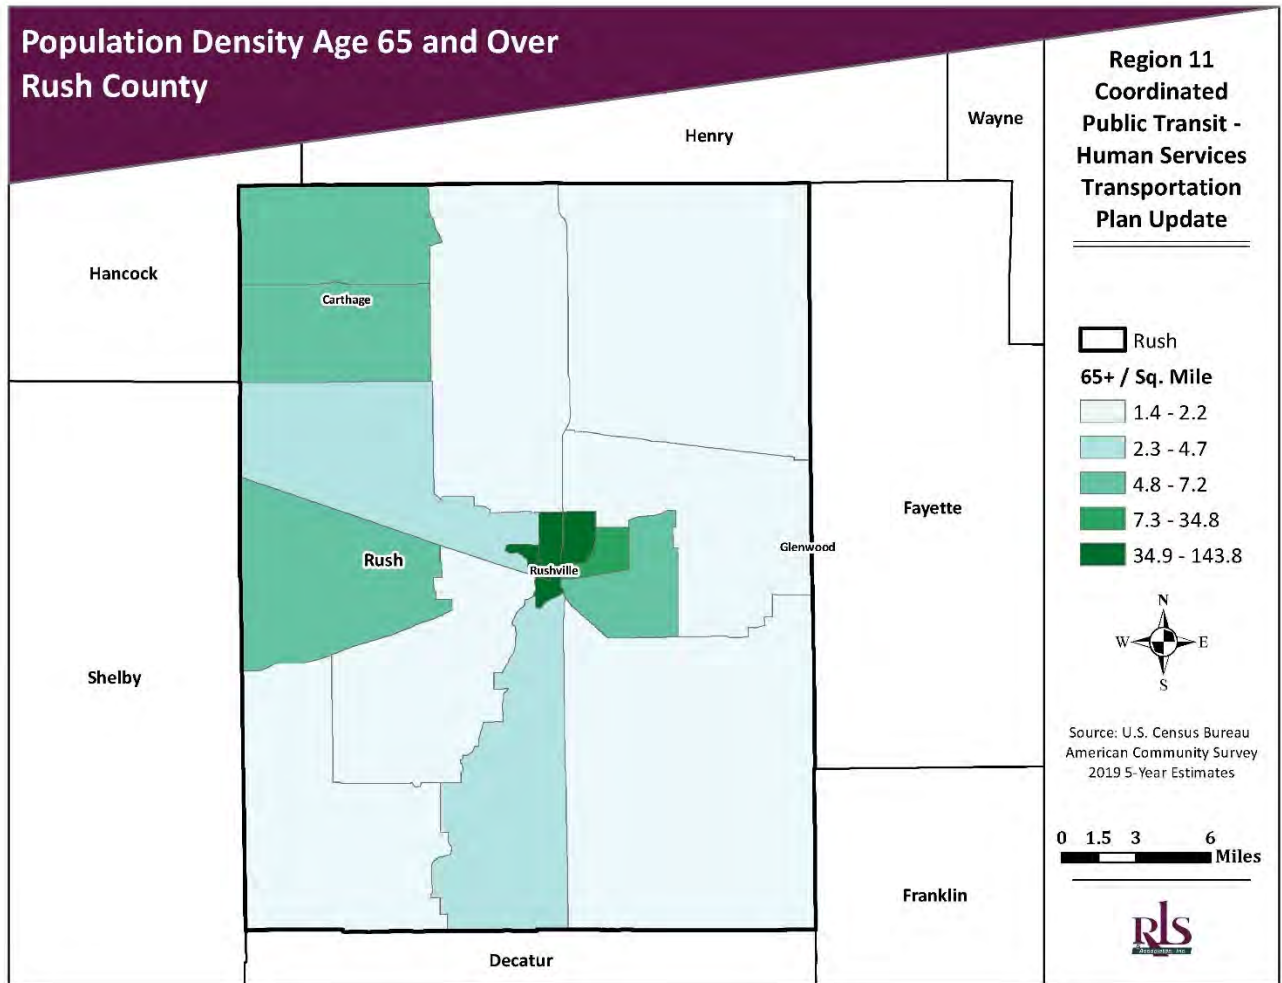 Population Density Age 65 and Over
Rush County
Region 11
Coordinated
Public Transit -
Human Services
Transportation
Plan Update
Wayne
Henry
Hancock
Carthage
Rush
65+ / Sq. Mile
1.4 - 2.2
2.3 - 4.7
4.8 - 7.2
7.3 - 34.8
34.9 - 143.8
Fayette
Glenwood
Rush
Rushville
N
W E
S
Shelby
Source: U.S. Census Bureau
American Community Survey
2019 5-Year Estimates
0 1.5 3 6
Miles
Franklin
RLS
& Associates, Inc.
Decatur